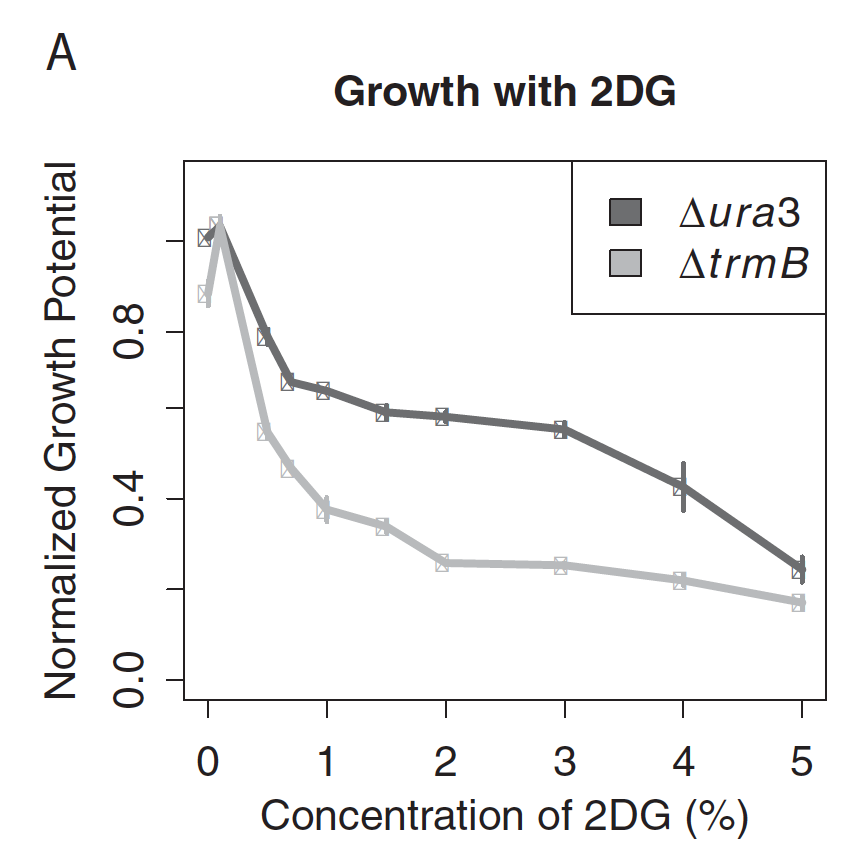 A
Growth with 2DG
Δura3
ΔtrmB
Normalized Growth Potential
0.8
0.4
0.0
0 1 2 3 4 5
Concentration of 2DG (%)